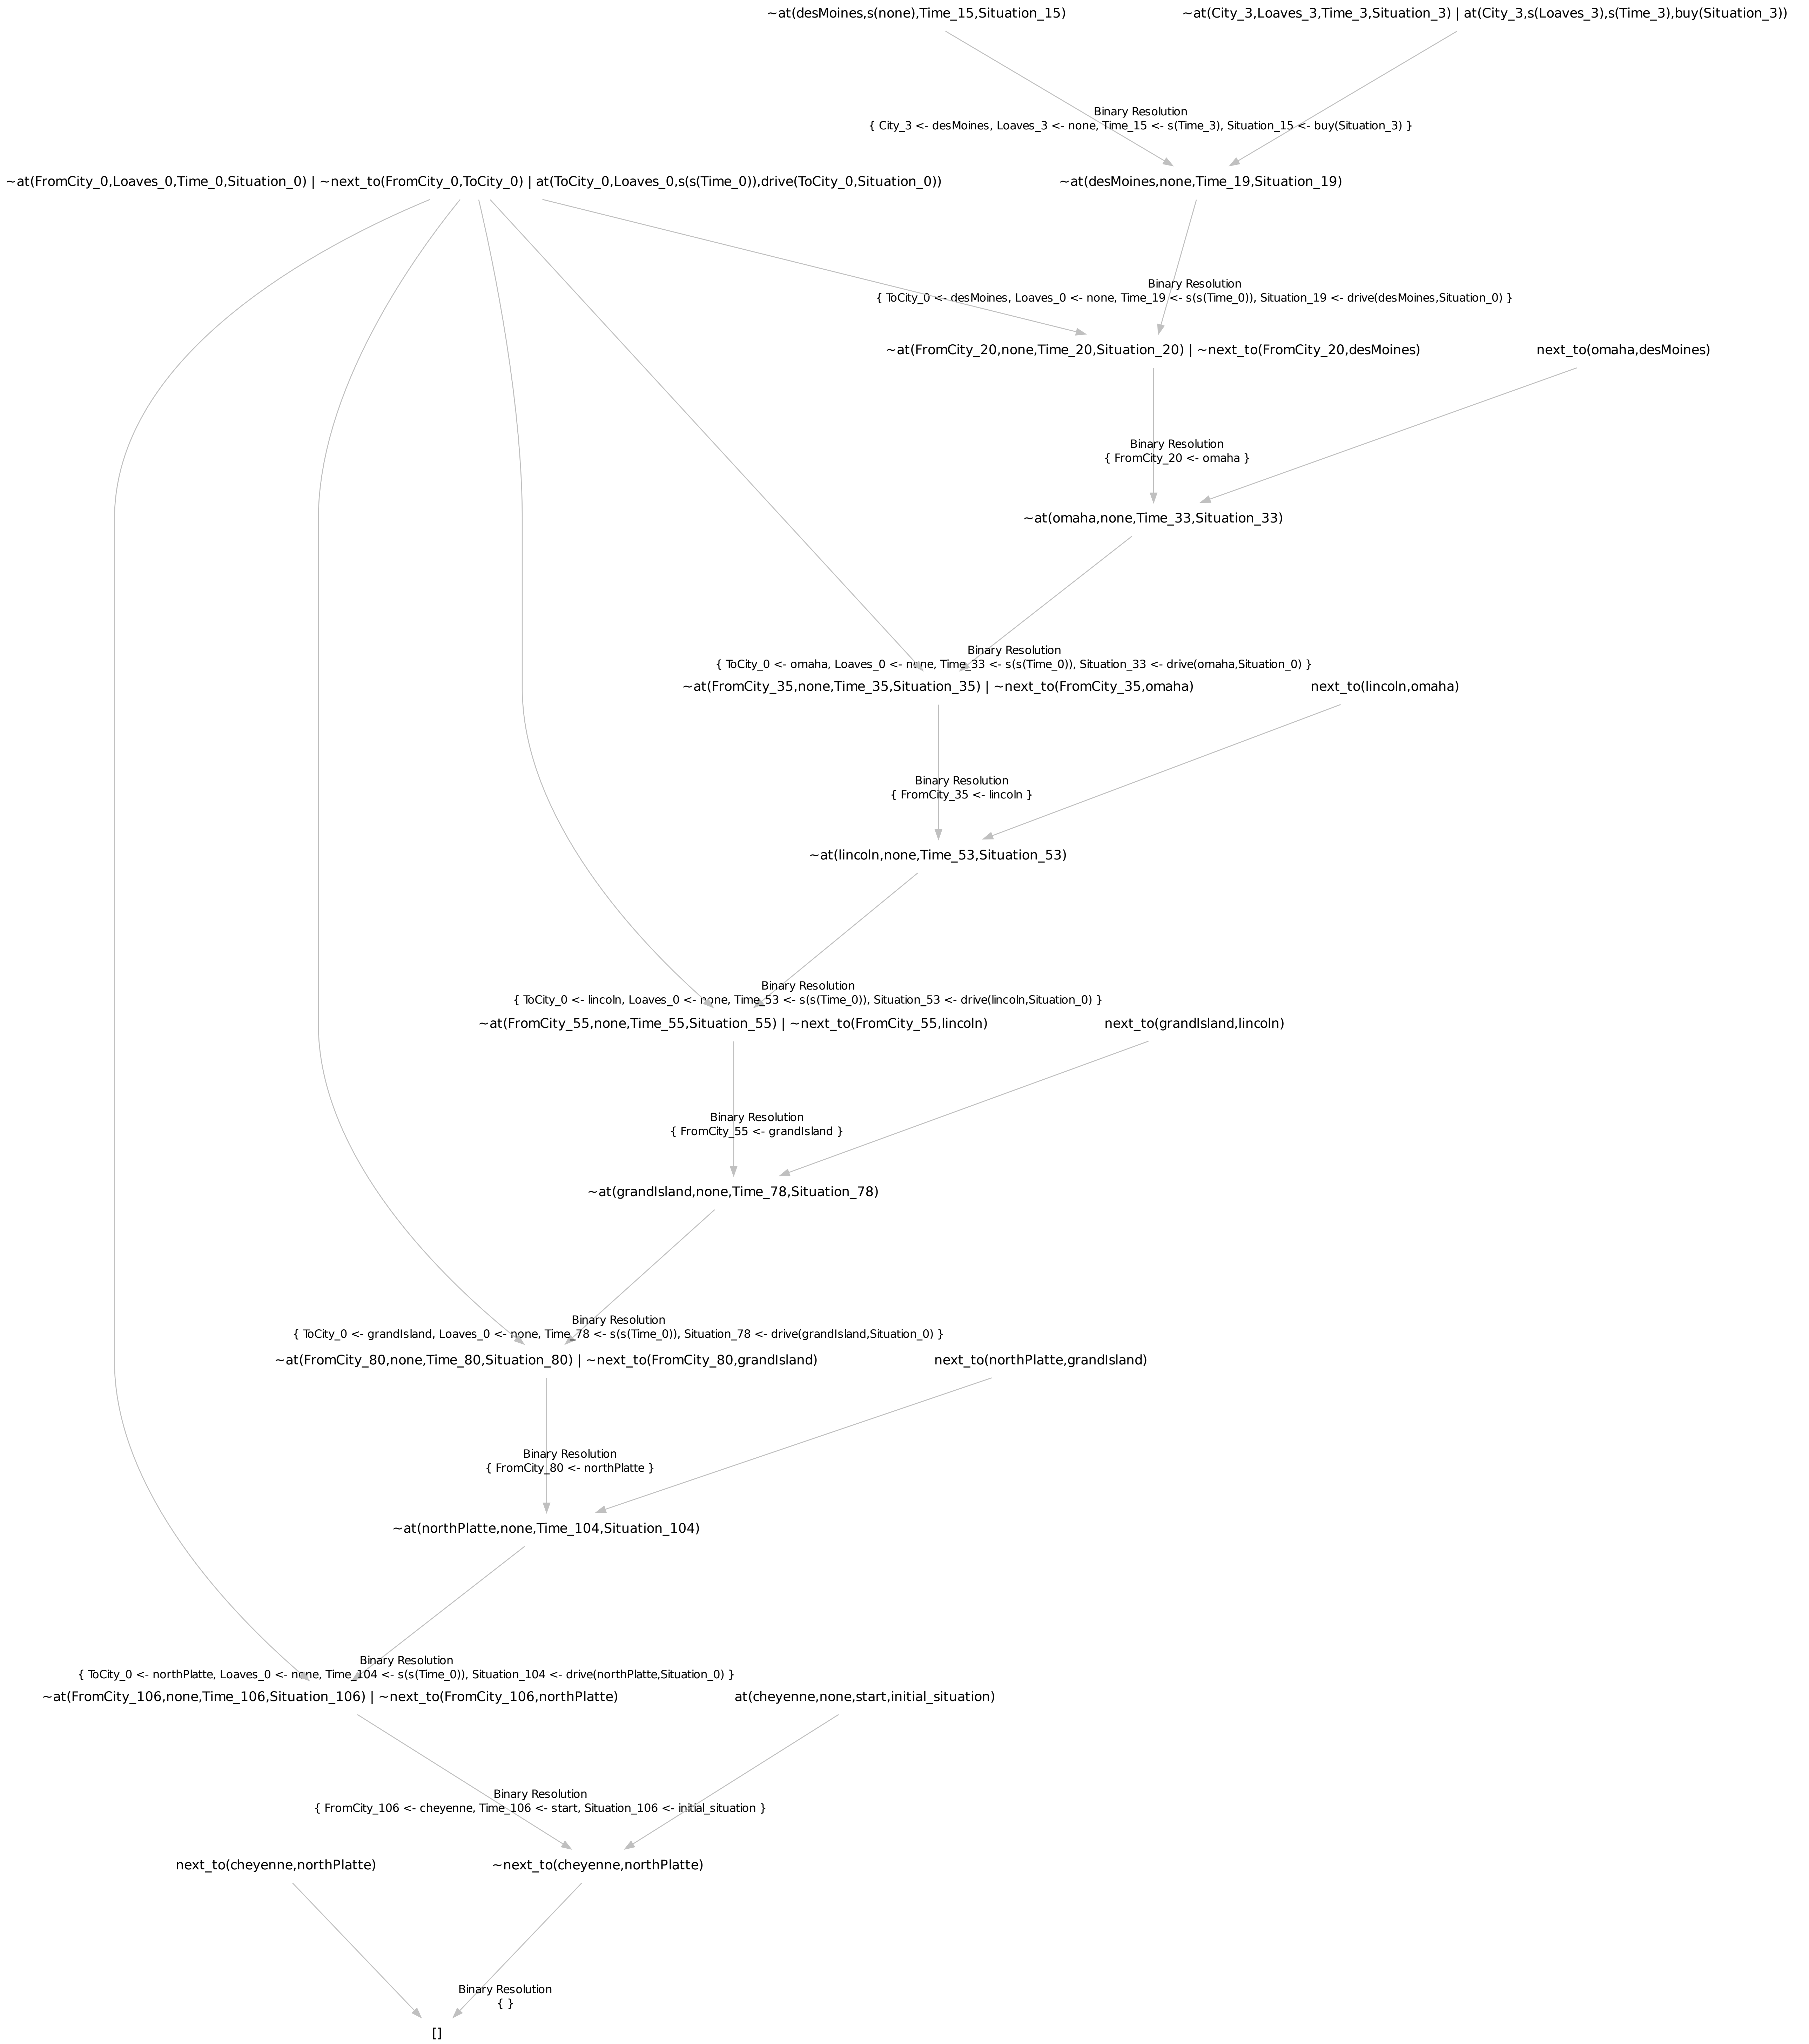 ~at(desMoines,s(none),Time_15,Situation_15)
~at(City_3,Loaves_3,Time_3,Situation_3) | at(City_3,s(Loaves_3),s(Time_3),buy(Situation_3))
Binary Resolution
{ City_3 <- desMoines, Loaves_3 <- none, Time_15 <- s(Time_3), Situation_15 <- buy(Situation_3) }
~at(FromCity_0,Loaves_0,Time_0,Situation_0) | ~next_to(FromCity_0,ToCity_0) | at(ToCity_0,Loaves_0,s(s(Time_0)),drive(ToCity_0,Situation_0))
~at(desMoines,none,Time_19,Situation_19)
Binary Resolution
{ ToCity_0 <- desMoines, Loaves_0 <- none, Time_19 <- s(s(Time_0)), Situation_19 <- drive(desMoines,Situation_0) }
~at(FromCity_20,none,Time_20,Situation_20) | ~next_to(FromCity_20,desMoines)
next_to(omaha,desMoines)
Binary Resolution
{ FromCity_20 <- omaha }
~at(omaha,none,Time_33,Situation_33)
Binary Resolution
{ ToCity_0 <- omaha, Loaves_0 <- none, Time_33 <- s(s(Time_0)), Situation_33 <- drive(omaha,Situation_0) }
~at(FromCity_35,none,Time_35,Situation_35) | ~next_to(FromCity_35,omaha)
next_to(lincoln,omaha)
Binary Resolution
{ FromCity_35 <- lincoln }
~at(lincoln,none,Time_53,Situation_53)
Binary Resolution
{ ToCity_0 <- lincoln, Loaves_0 <- none, Time_53 <- s(s(Time_0)), Situation_53 <- drive(lincoln,Situation_0) }
~at(FromCity_55,none,Time_55,Situation_55) | ~next_to(FromCity_55,lincoln)
next_to(grandIsland,lincoln)
Binary Resolution
{ FromCity_55 <- grandIsland }
~at(grandIsland,none,Time_78,Situation_78)
Binary Resolution
{ ToCity_0 <- grandIsland, Loaves_0 <- none, Time_78 <- s(s(Time_0)), Situation_78 <- drive(grandIsland,Situation_0) }
~at(FromCity_80,none,Time_80,Situation_80) | ~next_to(FromCity_80,grandIsland)
next_to(northPlatte,grandIsland)
Binary Resolution
{ FromCity_80 <- northPlatte }
~at(northPlatte,none,Time_104,Situation_104)
Binary Resolution
{ ToCity_0 <- northPlatte, Loaves_0 <- none, Time_104 <- s(s(Time_0)), Situation_104 <- drive(northPlatte,Situation_0) }
~at(FromCity_106,none,Time_106,Situation_106) | ~next_to(FromCity_106,northPlatte)
at(cheyenne,none,start,initial_situation)
Binary Resolution
{ FromCity_106 <- cheyenne, Time_106 <- start, Situation_106 <- initial_situation }
next_to(cheyenne,northPlatte)
~next_to(cheyenne,northPlatte)
Binary Resolution
{ }
[]